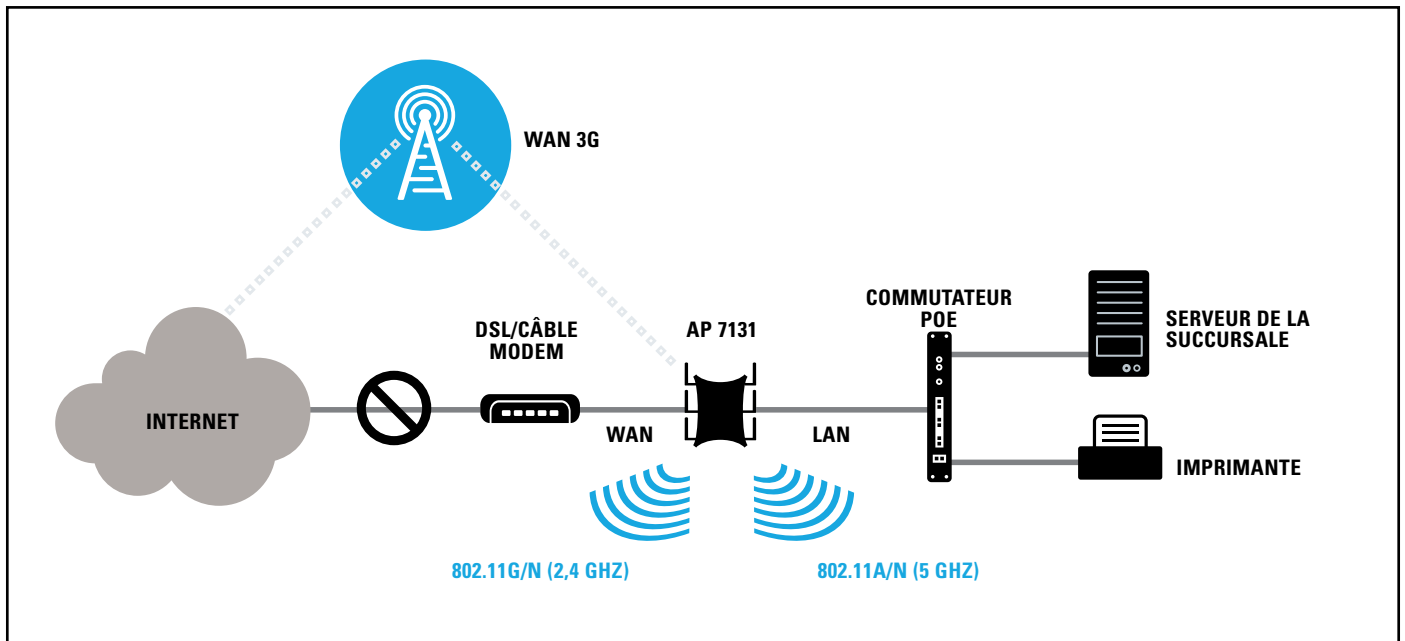 WAN 3G
COMMUTATEUR
POE
DSL/CÂBLE
MODEM
AP 7131
SERVEUR DE LA
SUCCURSALE
INTERNET
WAN
LAN
IMPRIMANTE
802.11G/N (2,4 GHZ)
802.11A/N (5 GHZ)